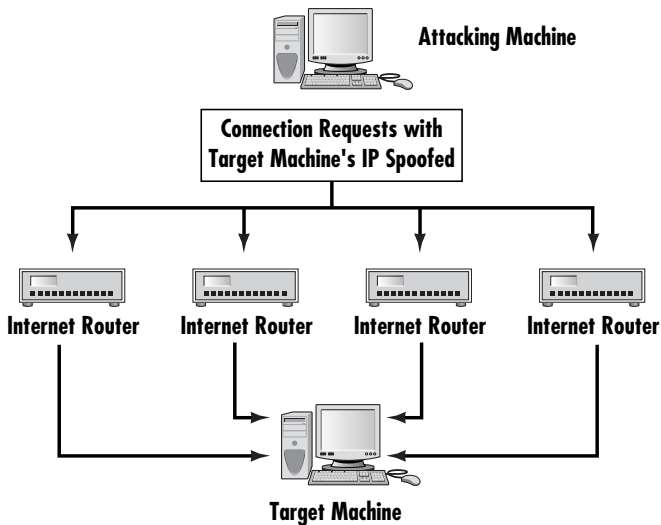 Attacking Machine
Connection Requests with
Target Machine's IP Spoofed
Internet Router
Internet Router
Internet Router
Internet Router
Target Machine